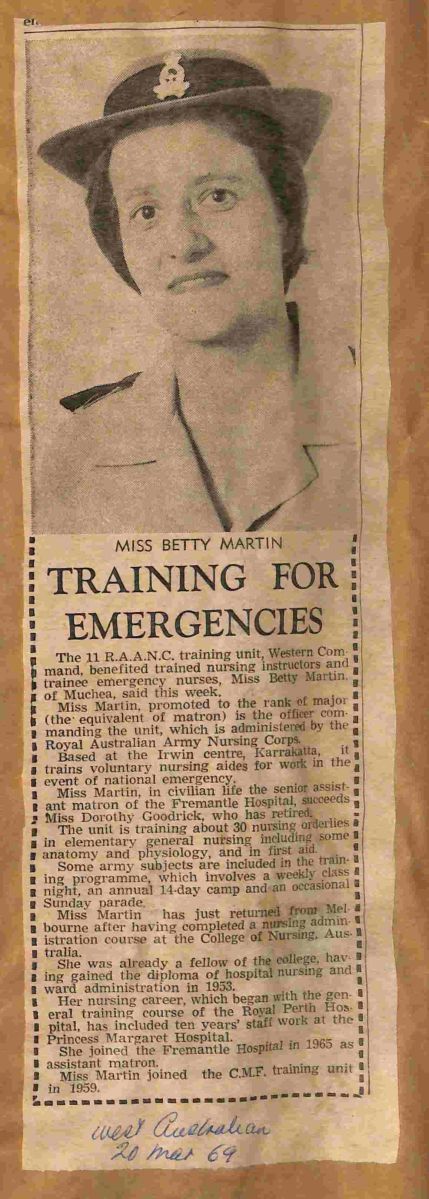 MISS BETTY MARTIN
TRAINING FOR
EMERGENCIES
The 11 R.A.A.N.C. training unit, Western Com-
mand, benefited trained nursing instructors and
trainee emergency nurses, Miss Betty Martin,
of Muchea, said this week.
Miss Martin, promoted to the rank of major
(the equivalent of matron) is the officer com-
manding the unit, which is administered by the
Royal Australian Army Nursing Corps.
Based at the Irwin centre, Karrakatta, it
trains voluntary nursing aides for work in the
event of national emergency.
Miss Martin, in civilian life the senior assist-
ant matron of the Fremantle Hospital, succeeds
Miss Dorothy Goodrick, who has retired.
The unit is training about 30 nursing orderlies
in elementary general nursing including some
anatomy and physiology, and in first aid.
Some army subjects are included in the train-
ing programme, which involves a weekly class
night, an annual 14-day camp and an occasional
Sunday parade.
Miss Martin has just returned from Mel-
bourne after having completed a nursing admin-
istration course at the College of Nursing, Aus-
tralia.
She was already a fellow of the college, hav-
ing gained the diploma of hospital nursing and
ward administration in 1953.
Her nursing career, which began with the gen-
eral training course of the Royal Perth Hos-
pital, has included ten years' staff work at the
Princess Margaret Hospital.
She joined the Fremantle Hospital in 1965 as
assistant matron.
Miss Martin joined the C.M.F. training unit
in 1959.
West Australian
20 Mar 69